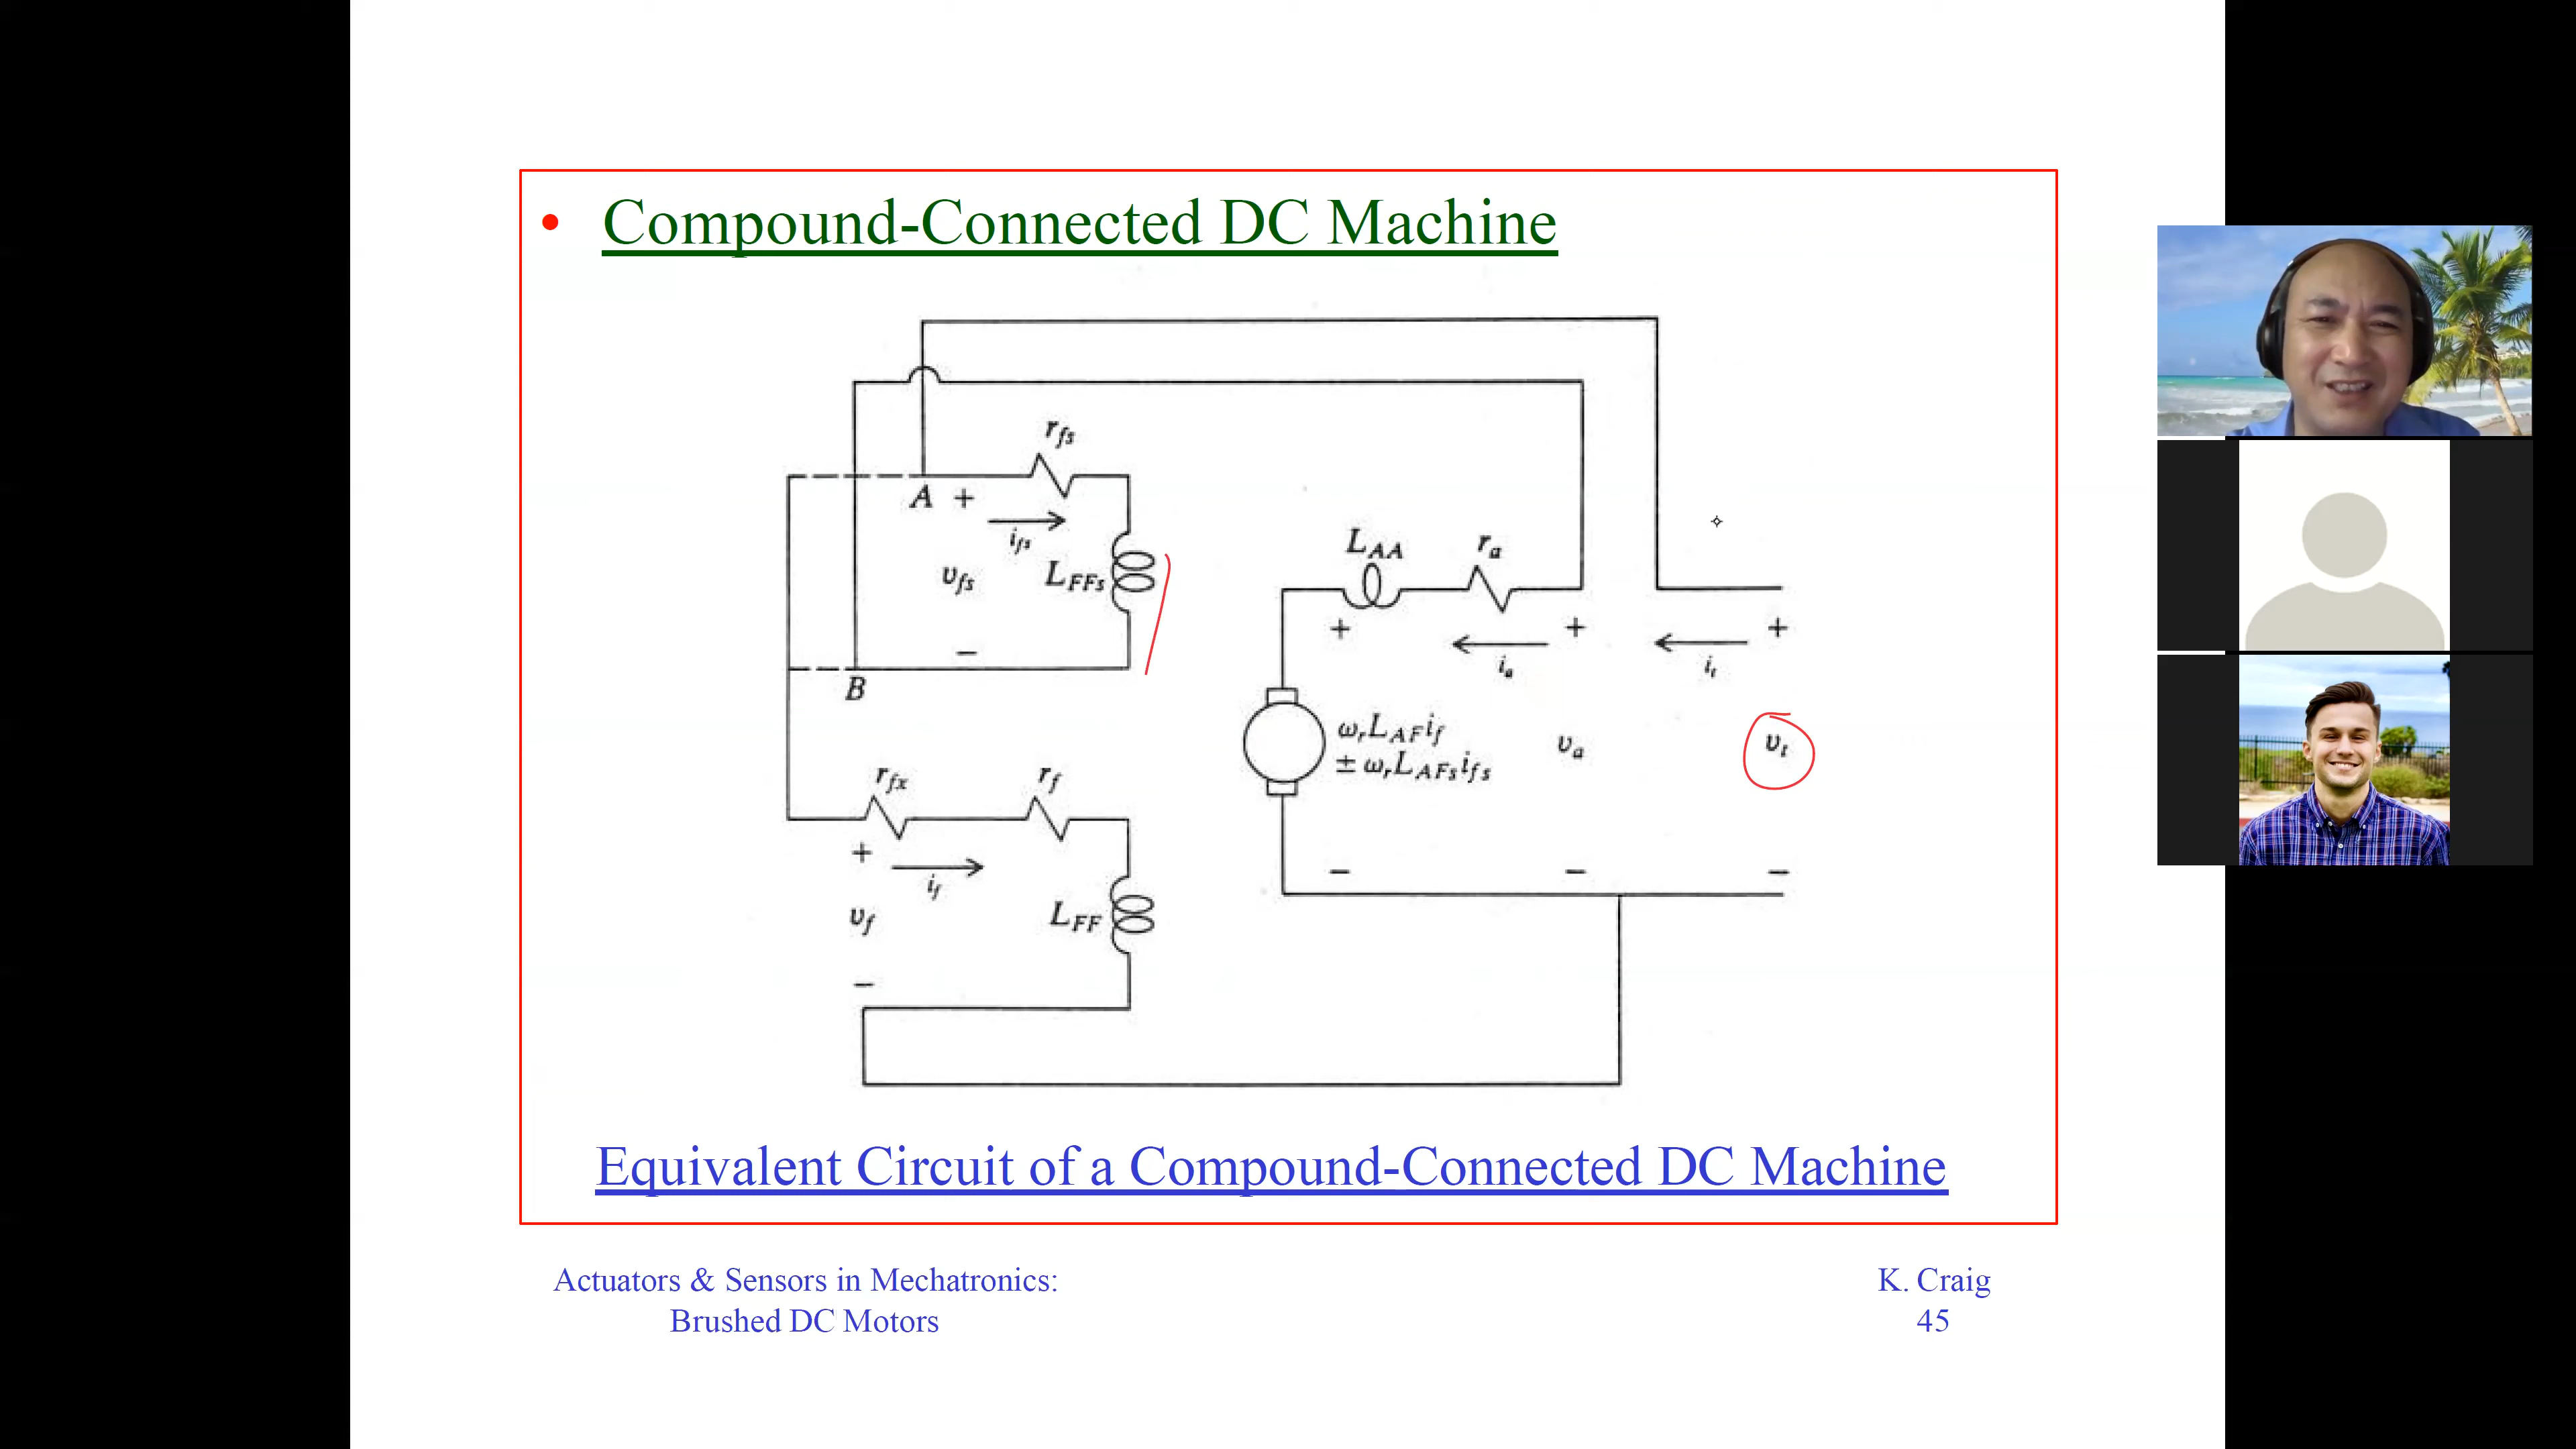 • Compound-Connected DC Machine
r_fs
A +
i_fs
v_fs
L_FFs
−
B
L_AA
r_a
+
+
+
i_a
i_t
ω_r L_AF i_f
± ω_r L_AFs i_fs
v_a
v_t
r_fx
r_f
+
i_f
v_f
L_FF
−
−
−
−
Equivalent Circuit of a Compound-Connected DC Machine
Actuators & Sensors in Mechatronics:
Brushed DC Motors
K. Craig
45